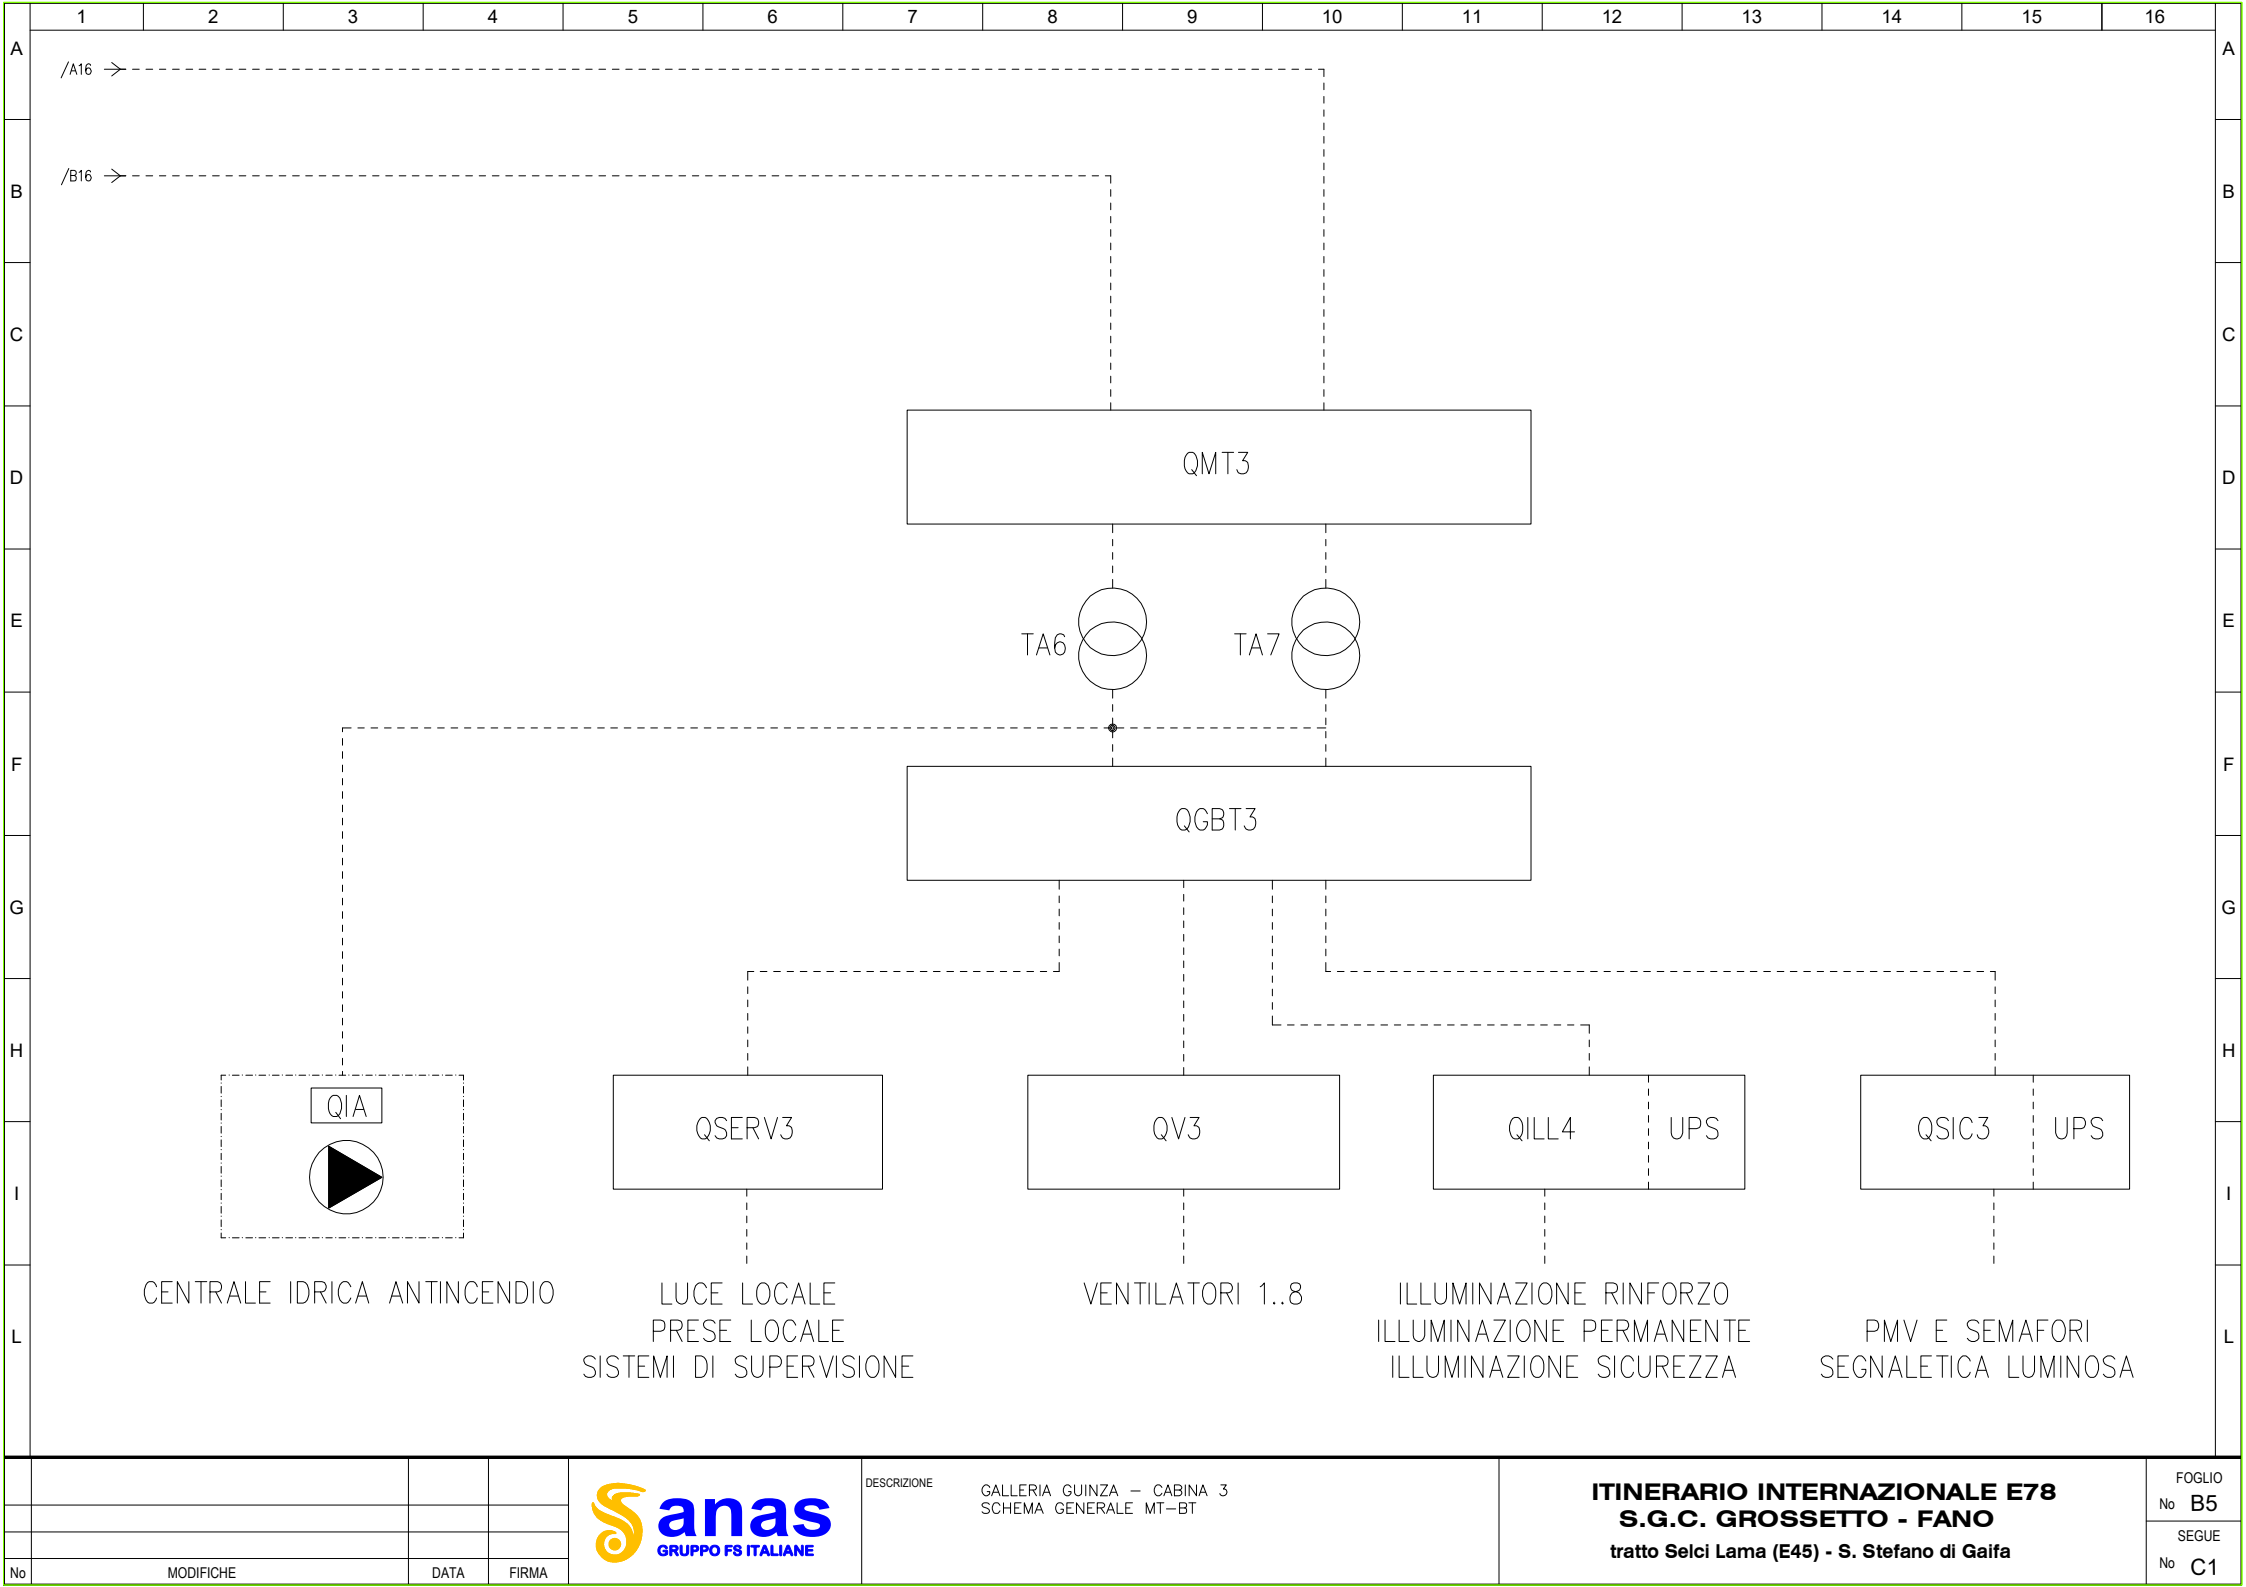 1 2 3 4 5 6 7 8 9 10 11 12 13 14 15 16
A A
/A16
/B16
B B
C C
D D
QMT3
E E
TA6 TA7
F F
QGBT3
G G
H H
QIA
QSERV3 QV3 QILL4 UPS QSIC3 UPS
I I
CENTRALE IDRICA ANTINCENDIO
LUCE LOCALE
PRESE LOCALE
SISTEMI DI SUPERVISIONE
VENTILATORI 1..8
ILLUMINAZIONE RINFORZO
ILLUMINAZIONE PERMANENTE
ILLUMINAZIONE SICUREZZA
PMV E SEMAFORI
SEGNALETICA LUMINOSA
L L
No MODIFICHE DATA FIRMA
anas
GRUPPO FS ITALIANE
DESCRIZIONE
GALLERIA GUINZA – CABINA 3
SCHEMA GENERALE MT–BT
ITINERARIO INTERNAZIONALE E78
S.G.C. GROSSETTO - FANO
tratto Selci Lama (E45) - S. Stefano di Gaifa
FOGLIO
No B5
SEGUE
No C1